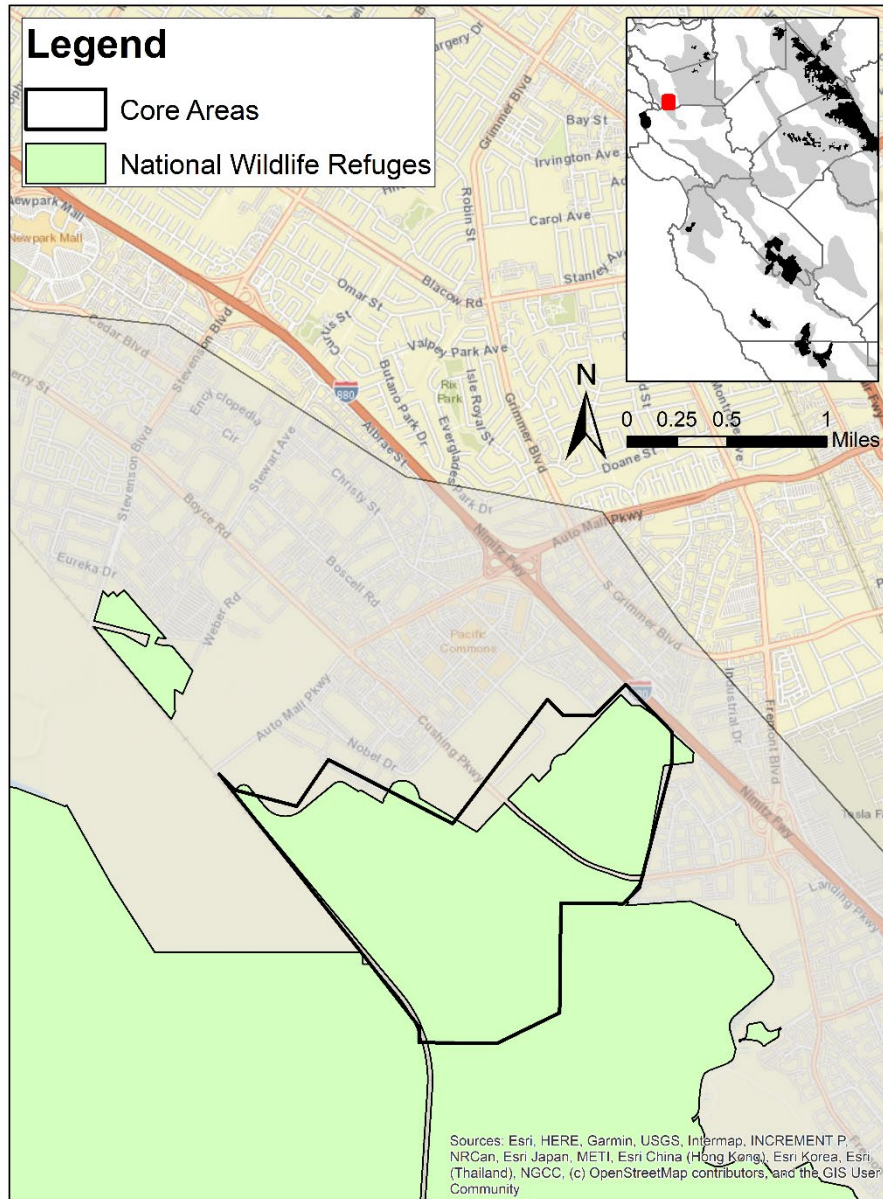 Legend
Core Areas
National Wildlife Refuges
Grimmer Blvd
Bay St
Irvington Ave
Robin St
Carol Ave
Newpark Mall
Stanley Ave
Blacow Rd
Omar St
Curtis St
Valpey Park Ave
Cedar Blvd
Stevenson Blvd
880
Butano Park Dr
Rix
Park
Isle Royal St
Everglades Park Dr
Grimmer Blvd
N
0 0.25 0.5 1
Miles
Albrae St
Doane St
Encyclopedia
Cir
Stewart Ave
Christy St
Stevenson Blvd
Boyce Rd
Nimitz Fwy
Auto Mall Pkwy
Eureka Dr
Boscell Rd
Weber Rd
S Grimmer Blvd
Pacific
Commons
Auto Mall Pkwy
Cushing Pkwy
Nobel Dr
Industrial Dr
Fremont Blvd
Nimitz Fwy
Landing Pkwy
Sources: Esri, HERE, Garmin, USGS, Intermap, INCREMENT P,
NRCan, Esri Japan, METI, Esri China (Hong Kong), Esri Korea, Esri
(Thailand), NGCC, (c) OpenStreetMap contributors, and the GIS User
Community